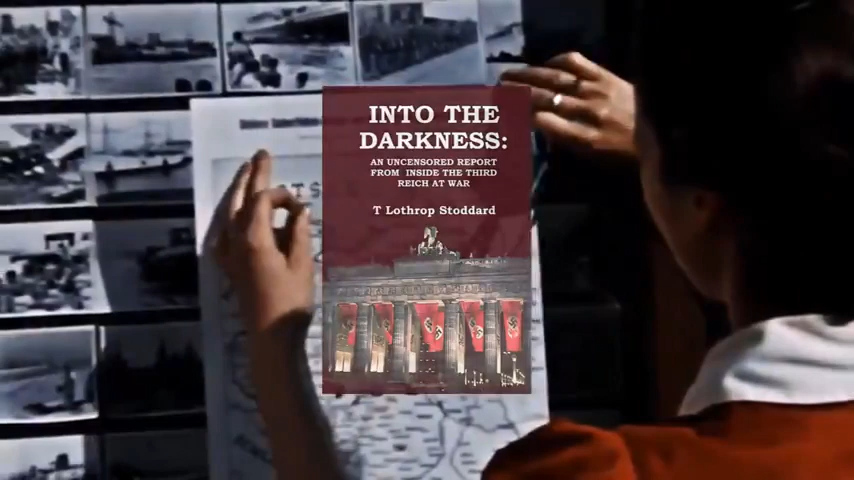 INTO THE
DARKNESS:
AN UNCENSORED REPORT
FROM INSIDE THE THIRD
REICH AT WAR
T Lothrop Stoddard